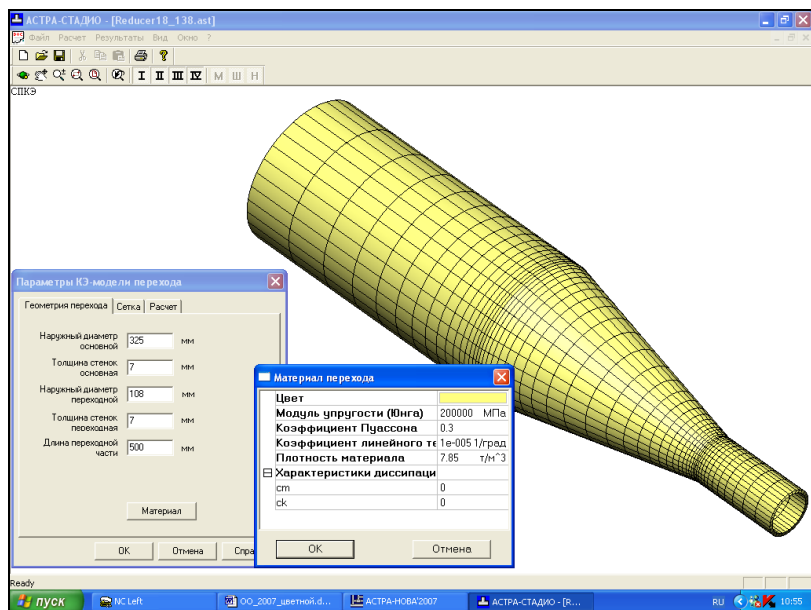 АСТРА-СТАДИО - [Reducer18_138.ast]
Файл Расчет Результаты Вид Окно ?
I II III IV М Ш Н
СПКЭ
Параметры КЭ-модели перехода
Геометрия перехода Сетка Расчет
Наружный диаметр основной 325 мм
Толщина стенок основная 7 мм
Наружный диаметр переходной 108 мм
Толщина стенок переходная 7 мм
Длина переходной части 500 мм
Материал
OK Отмена Спра
Материал перехода
Цвет
Модуль упругости (Юнга) 200000 МПа
Коэффициент Пуассона 0.3
Коэффициент линейного те 1e-005 1/град
Плотность материала 7.85 т/м^3
Характеристики диссипаци
cm 0
ck 0
OK Отмена
Ready
пуск NC Left ОО_2007_цветной.d... АСТРА-НОВА'2007 АСТРА-СТАДИО - [R... RU 10:55